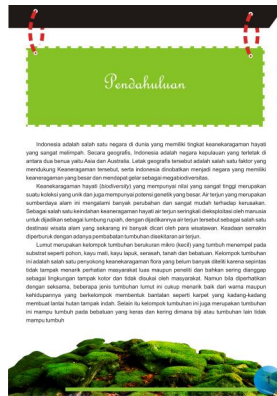 Pendahuluan
Indonesia adalah salah satu negara di dunia yang memiliki tingkat keanekaragaman hayati
yang sangat melimpah. Secara geografis, Indonesia adalah negara kepulauan yang terletak di
antara dua benua yaitu Asia dan Australia. Letak geografis tersebut adalah salah satu faktor yang
mendukung Keanekaragaman tersebut, serta indonesia dinobatkan menjadi negara yang memiliki
keaneragaman yang besar dan mendapat gelar sebagai megabiodiversitas.
Keanekaragaman hayati (biodiversity) yang mempunyai nilai yang sangat tinggi merupakan
suatu koleksi yang unik dan juga mempunyai potensi genetik yang besar. Air terjun yang merupakan
sumberdaya alam ini mengalami banyak perubahan dan sangat mudah terhadap kerusakan.
Sebagai salah satu keindahan keaneragaman hayati air terjun seringkali dieksploitasi oleh manusia
untuk dijadikan sebagai lumbung rupiah, dengan dijadikannya air terjun tersebut sebagai salah satu
destinasi wisata alam yang sekarang ini banyak dicari oleh para wisatawan. Keadaan semakin
diperburuk dengan adanya pembabatan tumbuhan disekitaran air terjun.
Lumut merupakan kelompok tumbuhan berukuran mikro (kecil) yang tumbuh menempel pada
substrat seperti pohon, kayu mati, kayu lapuk, serasah, tanah dan bebatuan. Kelompok tumbuhan
ini adalah salah satu penyokong keanekaragaman flora yang belum banyak diteliti karena sepintas
tidak tampak menarik perhatian masyarakat luas maupun peneliti dan bahkan sering dianggap
sebagai lingkungan tampak kotor dan tidak disukai oleh masyarakat. Namun bila diperhatikan
dengan seksama, beberapa jenis tumbuhan lumut ini cukup menarik baik dari warna maupun
kehidupannya yang berkelompok membentuk bantalan seperti karpet yang kadang-kadang
membuat lantai hutan tampak indah. Selain itu kelompok tumbuhan ini juga merupakan tumbuhan
ini mampu tumbuh pada bebatuan yang keras dan kering dimana biji atau tumbuhan lain tidak
mampu tumbuh